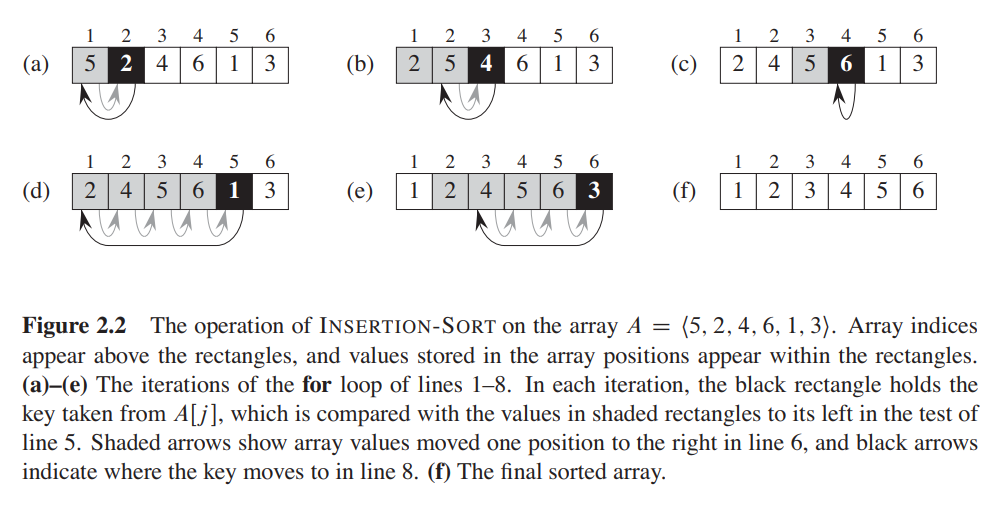 1 2 3 4 5 6 1 2 3 4 5 6 1 2 3 4 5 6
(a) 5 2 4 6 1 3 (b) 2 5 4 6 1 3 (c) 2 4 5 6 1 3
1 2 3 4 5 6 1 2 3 4 5 6 1 2 3 4 5 6
(d) 2 4 5 6 1 3 (e) 1 2 4 5 6 3 (f) 1 2 3 4 5 6
Figure 2.2 The operation of INSERTION-SORT on the array A = ⟨5, 2, 4, 6, 1, 3⟩. Array indices
appear above the rectangles, and values stored in the array positions appear within the rectangles.
(a)–(e) The iterations of the for loop of lines 1–8. In each iteration, the black rectangle holds the
key taken from A[j], which is compared with the values in shaded rectangles to its left in the test of
line 5. Shaded arrows show array values moved one position to the right in line 6, and black arrows
indicate where the key moves to in line 8. (f) The final sorted array.